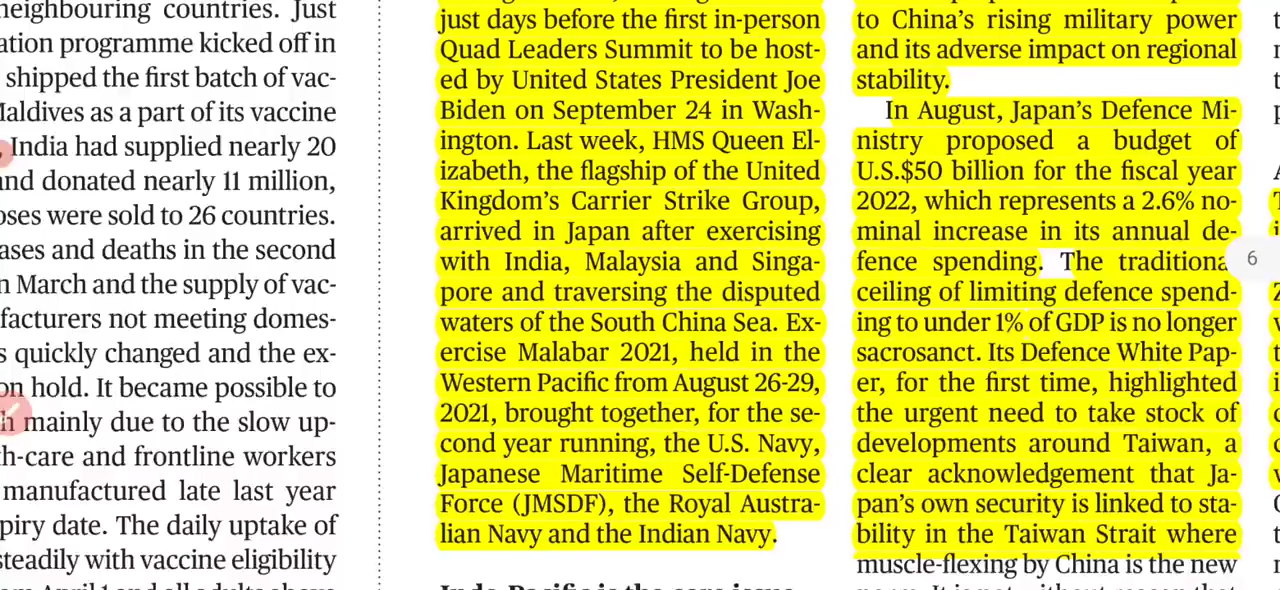 neighbouring countries. Just
ation programme kicked off in
shipped the first batch of vac-
Maldives as a part of its vaccine
India had supplied nearly 20
and donated nearly 11 million,
oses were sold to 26 countries.
ases and deaths in the second
n March and the supply of vac-
facturers not meeting domes-
s quickly changed and the ex-
on hold. It became possible to
h mainly due to the slow up-
th-care and frontline workers
manufactured late last year
piry date. The daily uptake of
steadily with vaccine eligibility
just days before the first in-person
Quad Leaders Summit to be host-
ed by United States President Joe
Biden on September 24 in Wash-
ington. Last week, HMS Queen El-
izabeth, the flagship of the United
Kingdom's Carrier Strike Group,
arrived in Japan after exercising
with India, Malaysia and Singa-
pore and traversing the disputed
waters of the South China Sea. Ex-
ercise Malabar 2021, held in the
Western Pacific from August 26-29,
2021, brought together, for the se-
cond year running, the U.S. Navy,
Japanese Maritime Self-Defense
Force (JMSDF), the Royal Austra-
lian Navy and the Indian Navy.
Indo-Pacific is the core issue
to China's rising military power
and its adverse impact on regional
stability.
In August, Japan's Defence Mi-
nistry proposed a budget of
U.S.$50 billion for the fiscal year
2022, which represents a 2.6% no-
minal increase in its annual de-
fence spending. The traditiona
ceiling of limiting defence spend-
ing to under 1% of GDP is no longer
sacrosanct. Its Defence White Pap-
er, for the first time, highlighted
the urgent need to take stock of
developments around Taiwan, a
clear acknowledgement that Ja-
pan's own security is linked to sta-
bility in the Taiwan Strait where
muscle-flexing by China is the new
6